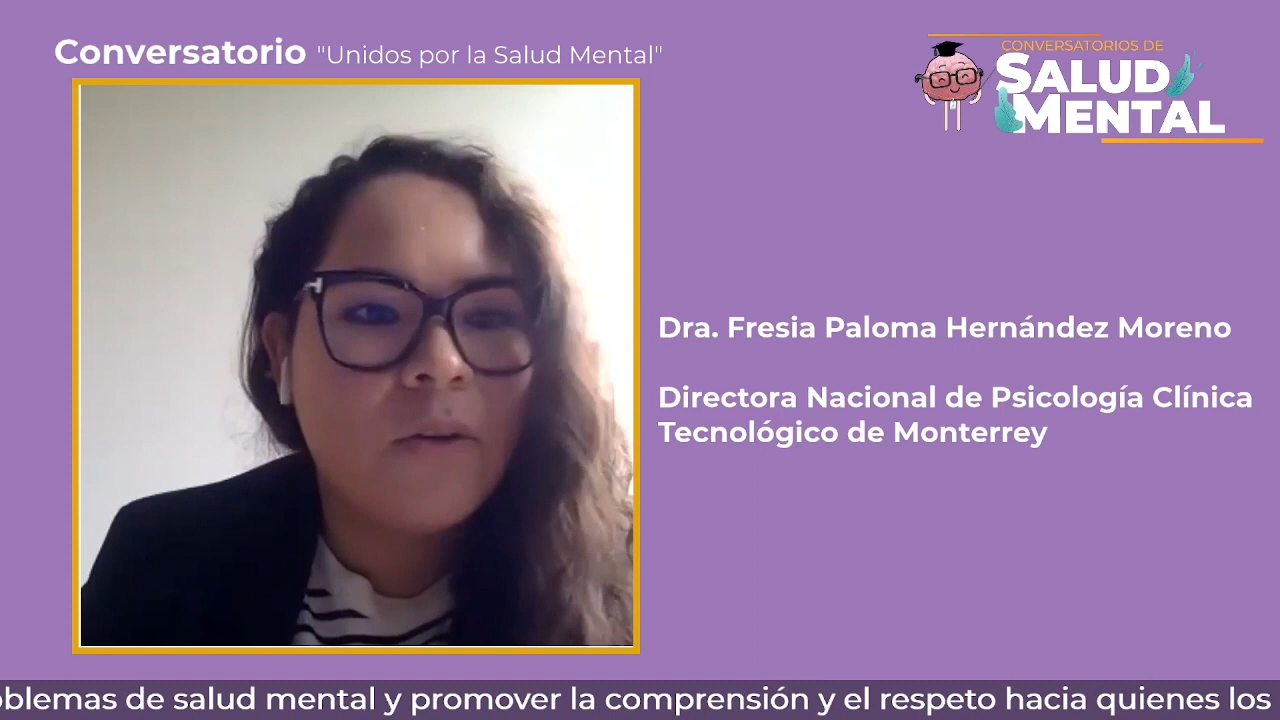 Conversatorio "Unidos por la Salud Mental"
CONVERSATORIOS DE
SALUD
MENTAL
Dra. Fresia Paloma Hernández Moreno
Directora Nacional de Psicología Clínica
Tecnológico de Monterrey
oblemas de salud mental y promover la comprensión y el respeto hacia quienes los